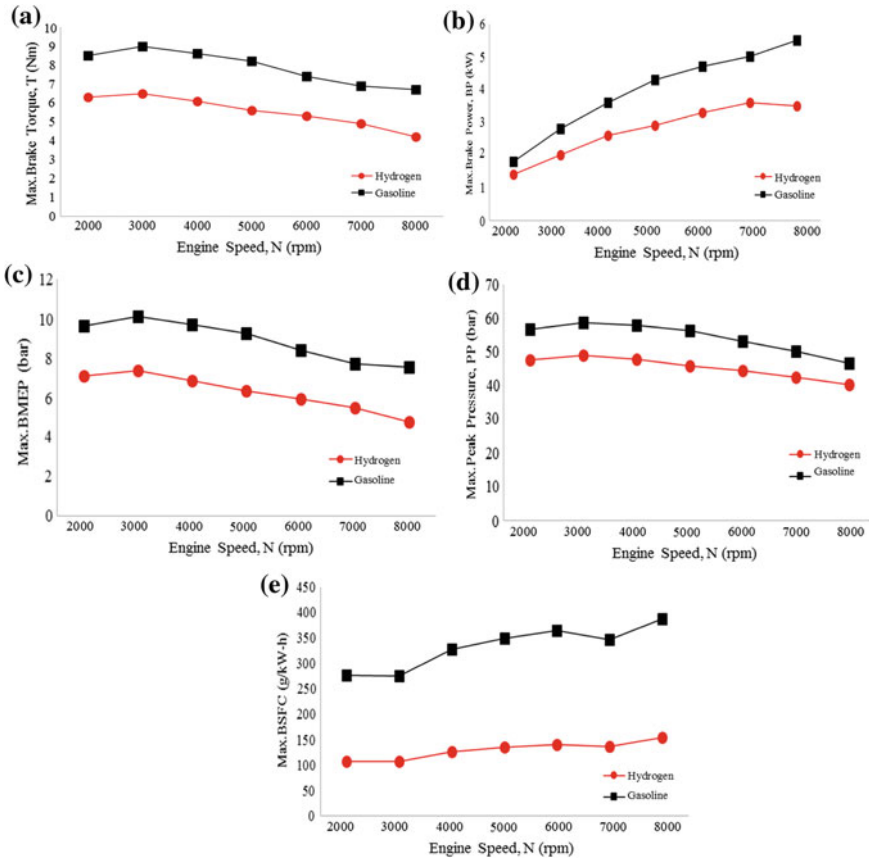 (a)
Max.Brake Torque, T (Nm)
10
9
8
7
6
5
4
3
2
1
0
Hydrogen
Gasoline
2000 3000 4000 5000 6000 7000 8000
Engine Speed, N (rpm)
(b)
Max.Brake Power, BP (kW)
6
5
4
3
2
1
0
Hydrogen
Gasoline
2000 3000 4000 5000 6000 7000 8000
Engine Speed, N (rpm)
(c)
Max.BMEP (bar)
12
10
8
6
4
2
0
Hydrogen
Gasoline
2000 3000 4000 5000 6000 7000 8000
Engine Speed, N (rpm)
(d)
Max.Peak Pressure, PP (bar)
70
60
50
40
30
20
10
0
Hydrogen
Gasoline
2000 3000 4000 5000 6000 7000 8000
Engine Speed, N (rpm)
(e)
Max.BSFC (g/kW-h)
450
400
350
300
250
200
150
100
50
0
Hydrogen
Gasoline
2000 3000 4000 5000 6000 7000 8000
Engine Speed, N (rpm)